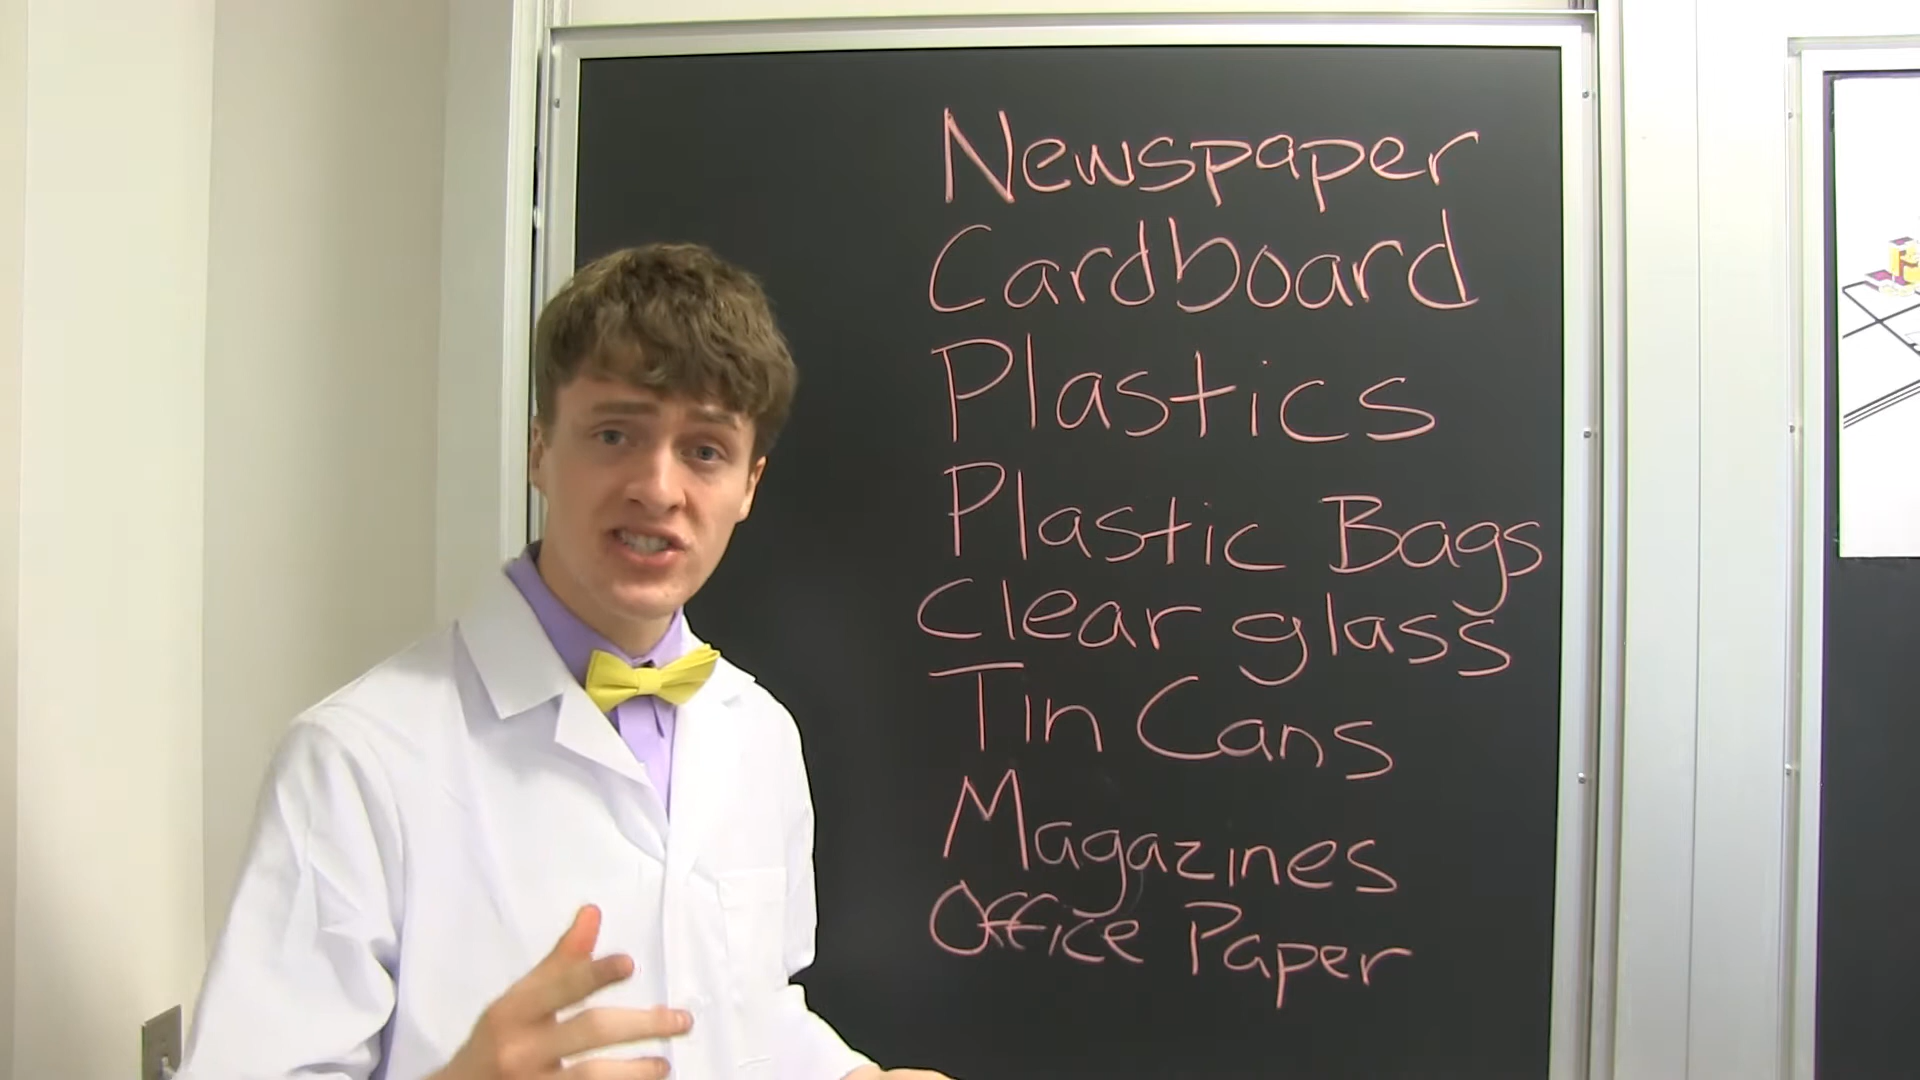 Newspaper
Cardboard
Plastics
Plastic Bags
Clear glass
Tin Cans
Magazines
Office Paper